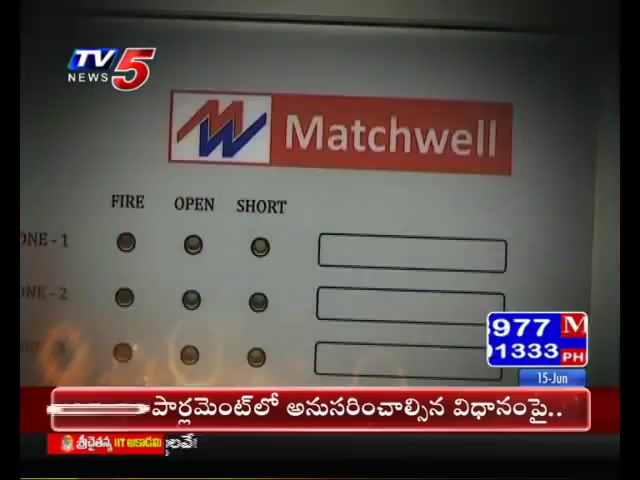 TV5
NEWS
Matchwell
FIRE OPEN SHORT
ONE - 1
ONE - 2
977 M
1333 PH
15-Jun
పార్లమెంట్‌లో అనుసరించాల్సిన విధానంపై..
శ్రీచైతన్య IIT అకాడమి